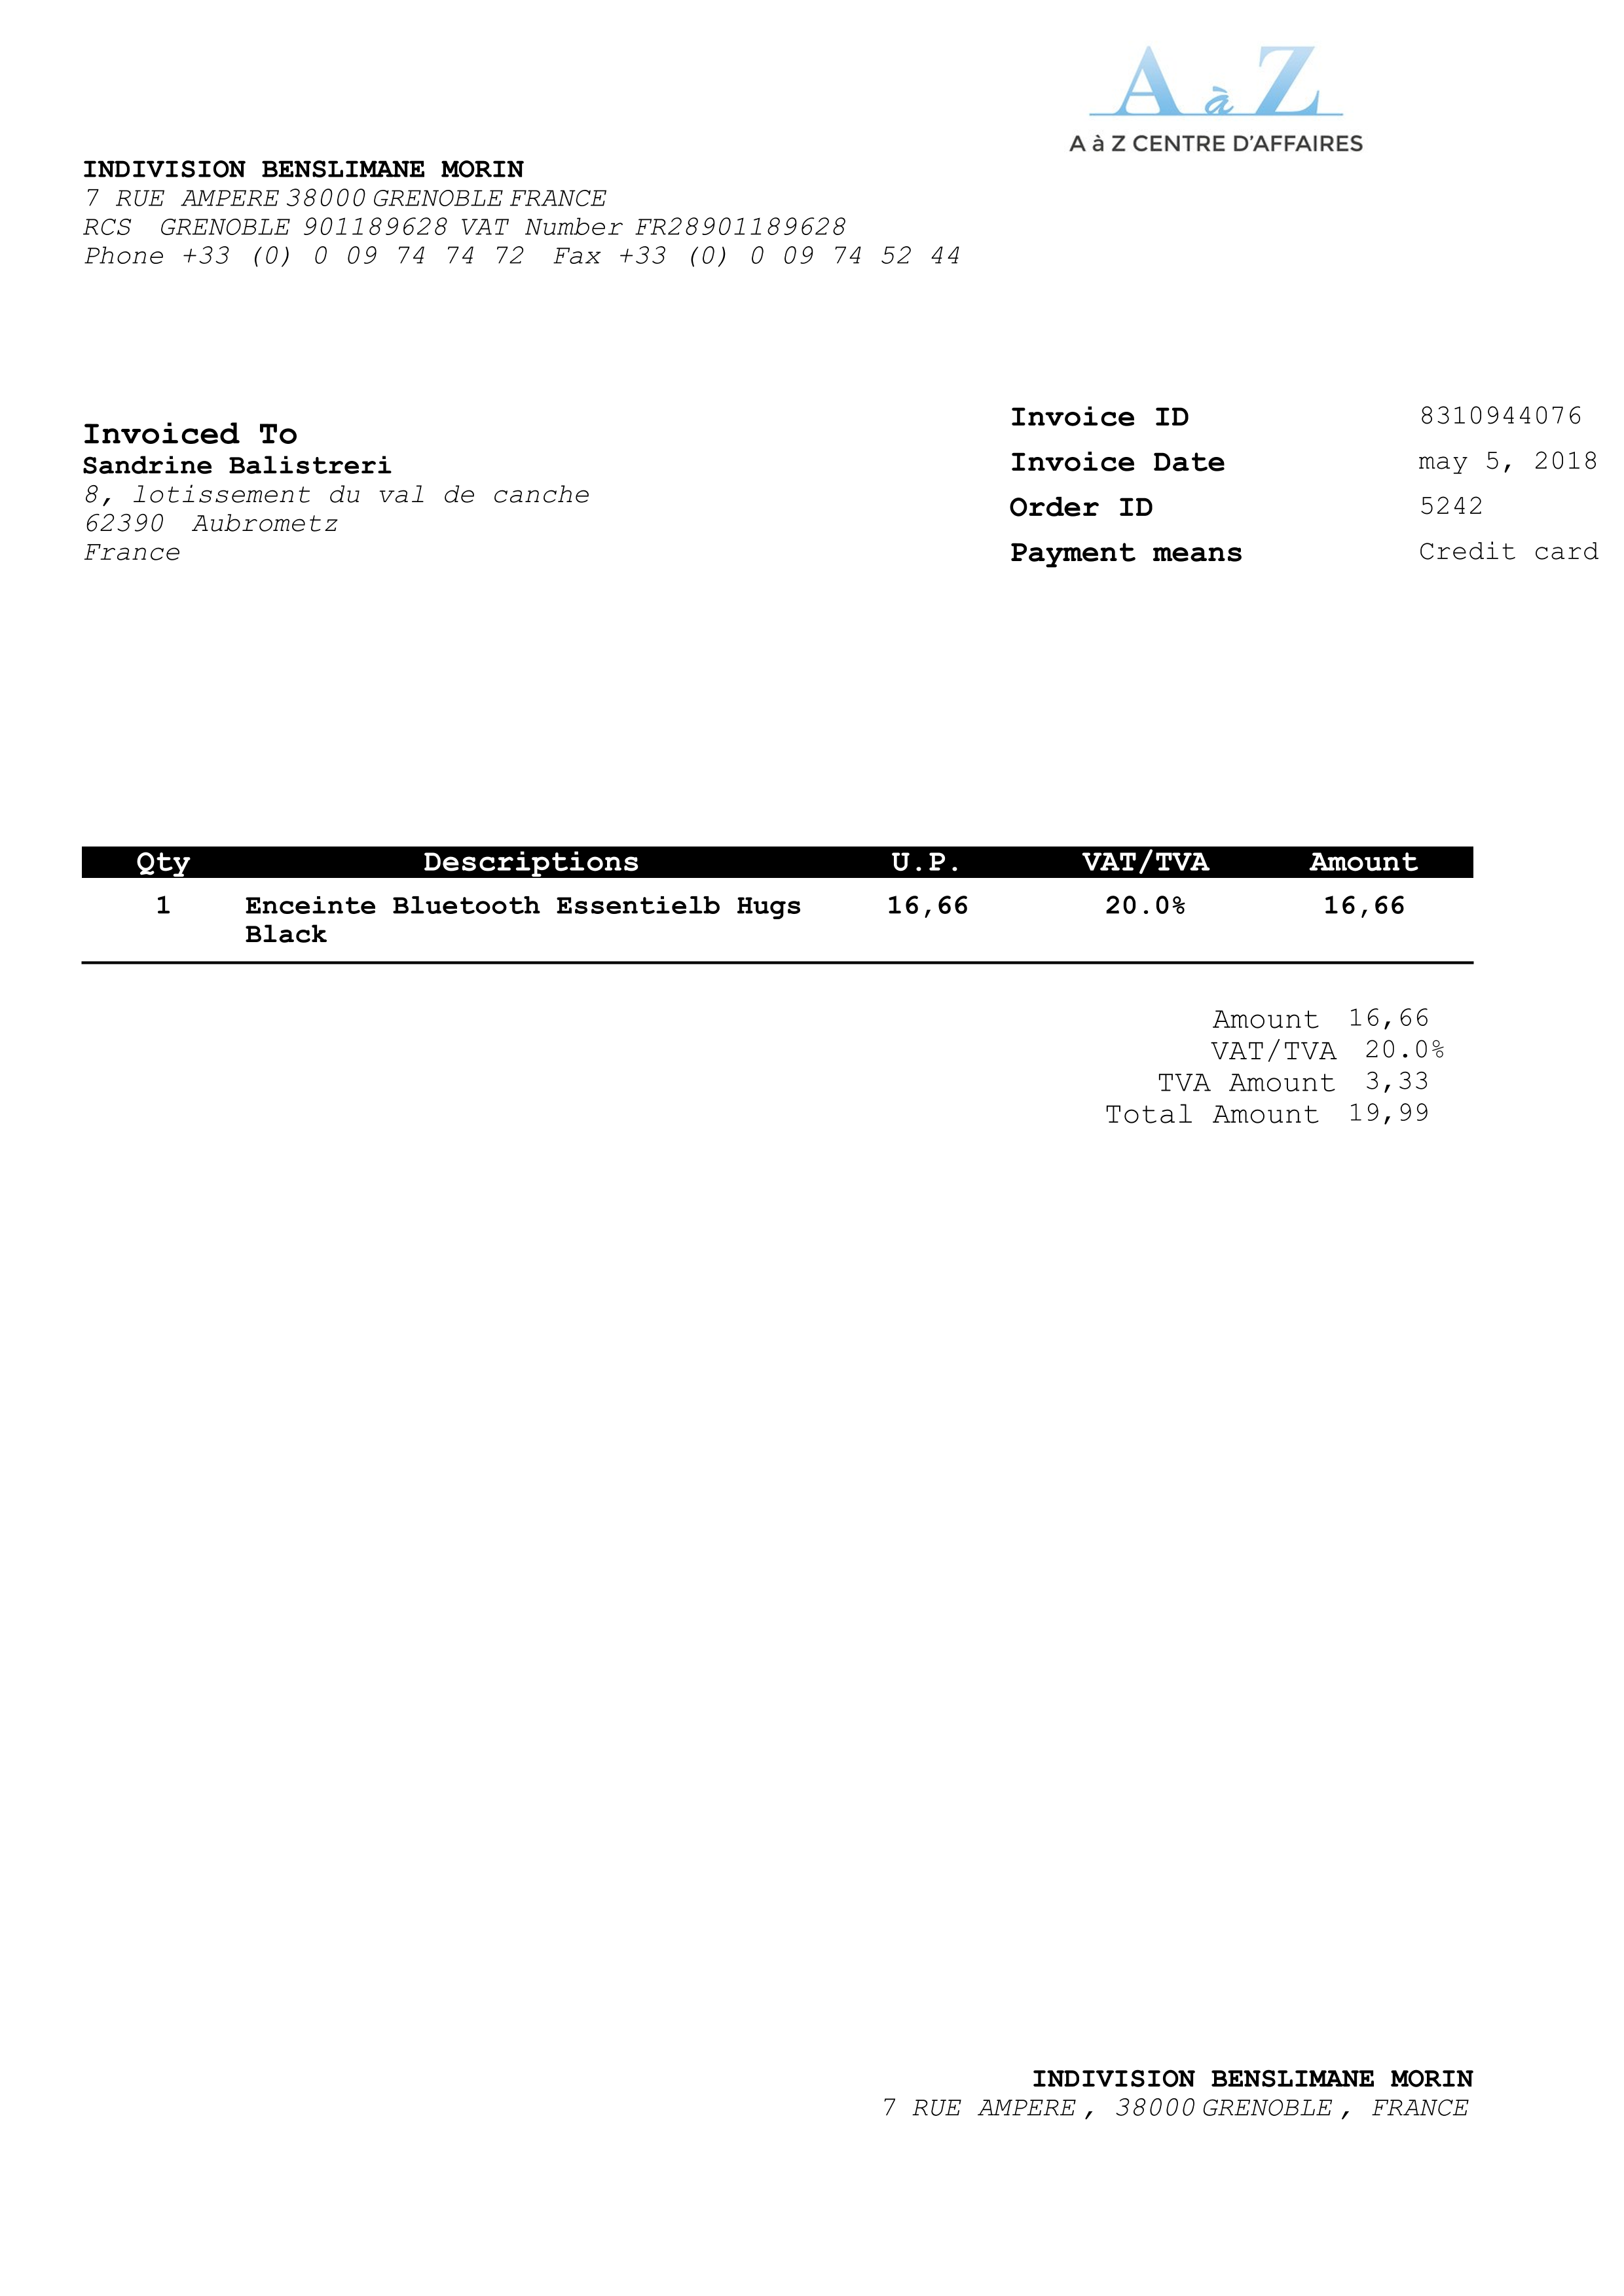 A à Z
A à Z CENTRE D'AFFAIRES
INDIVISION BENSLIMANE MORIN
7 RUE AMPERE 38000 GRENOBLE FRANCE
RCS GRENOBLE 901189628 VAT Number FR28901189628
Phone +33 (0) 0 09 74 74 72 Fax +33 (0) 0 09 74 52 44
Invoiced To
Sandrine Balistreri
8, lotissement du val de canche
62390 Aubrometz
France
Invoice ID 8310944076
Invoice Date may 5, 2018
Order ID 5242
Payment means Credit card
Qty Descriptions U.P. VAT/TVA Amount
1 Enceinte Bluetooth Essentielb Hugs 16,66 20.0% 16,66
Black
Amount 16,66
VAT/TVA 20.0%
TVA Amount 3,33
Total Amount 19,99
INDIVISION BENSLIMANE MORIN
7 RUE AMPERE, 38000 GRENOBLE, FRANCE